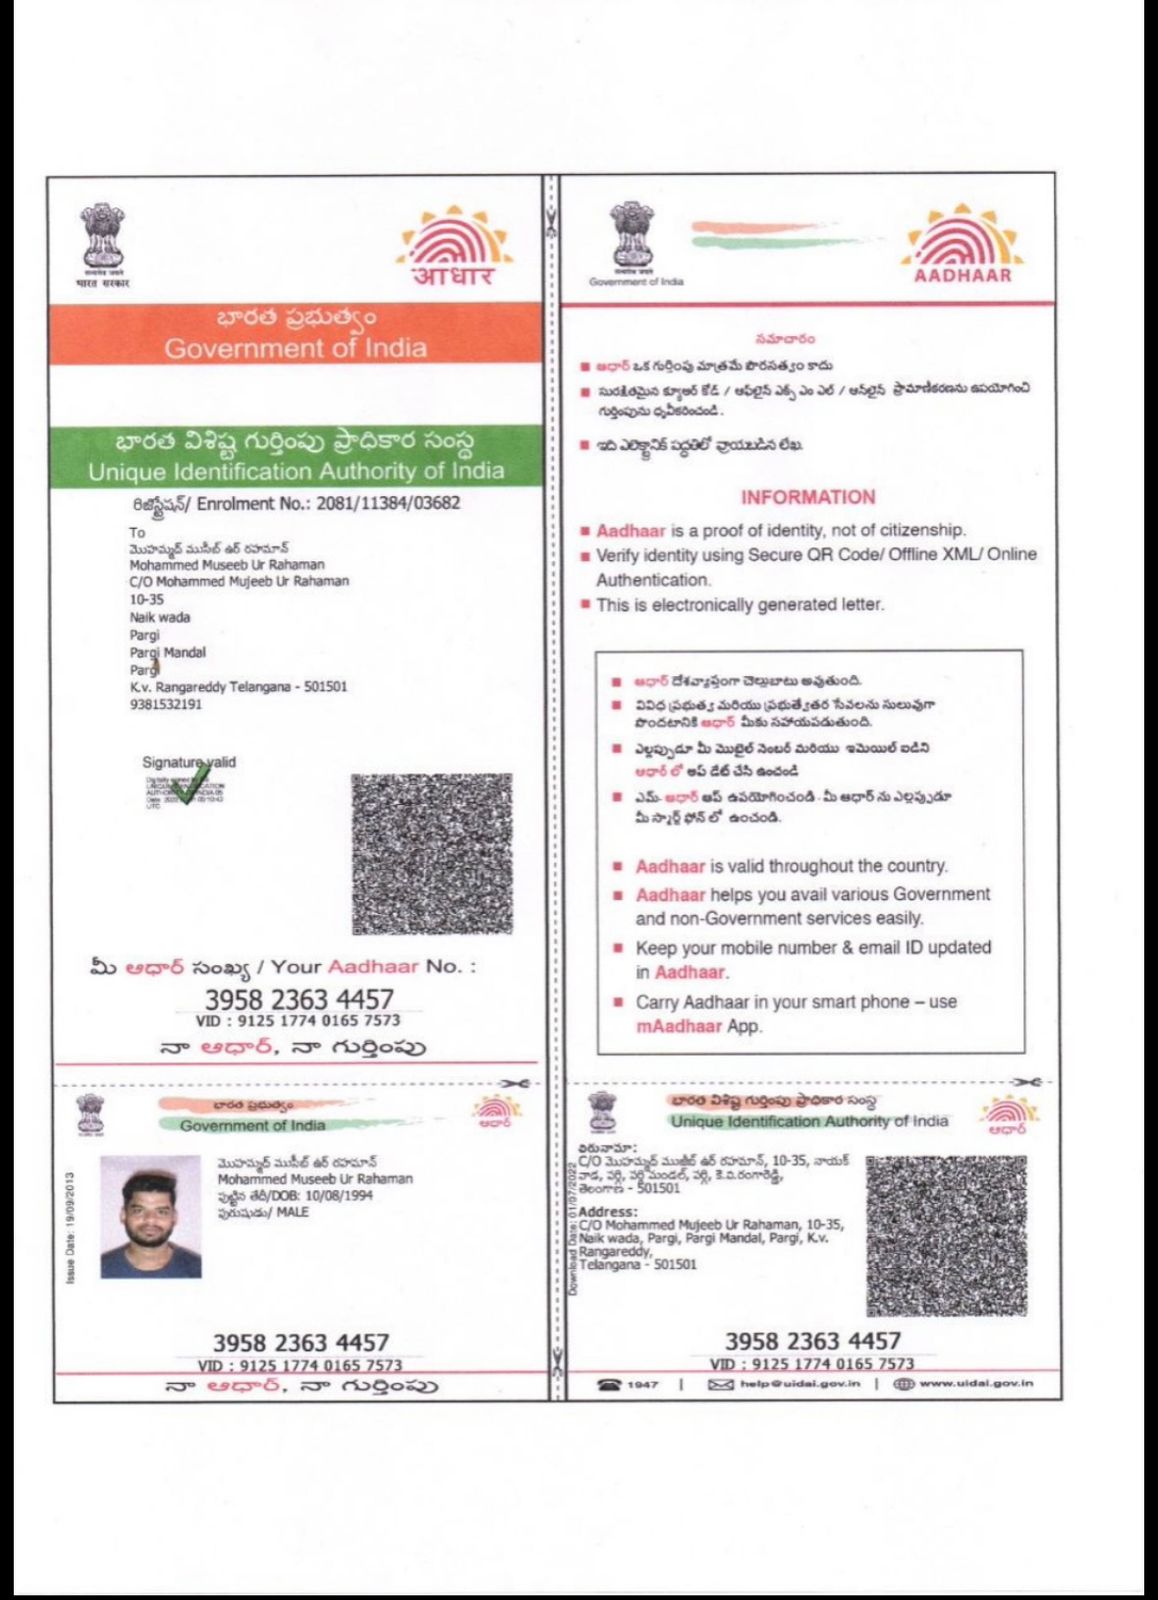 सत्यमेव जयते
भारत सरकार
आधार
భారత ప్రభుత్వం
Government of India
భారత విశిష్ట గుర్తింపు ప్రాధికార సంస్థ
Unique Identification Authority of India
రిజిస్ట్రేషన్/ Enrolment No.: 2081/11384/03682
To
మొహమ్మద్ ముసీబ్ ఉర్ రహమాన్
Mohammed Museeb Ur Rahaman
C/O Mohammed Mujeeb Ur Rahaman
10-35
Naik wada
Pargi
Pargi Mandal
Pargi
K.v. Rangareddy Telangana - 501501
9381532191
Signature valid
మీ ఆధార్ సంఖ్య / Your Aadhaar No. :
3958 2363 4457
VID : 9125 1774 0165 7573
నా ఆధార్, నా గుర్తింపు
Government of India
AADHAAR
సమాచారం
ఆధార్ ఒక గుర్తింపు మాత్రమే పౌరసత్వం కాదు
సురక్షితమైన క్యూఆర్ కోడ్ / ఆఫ్‌లైన్ ఎక్స్ ఎం ఎల్ / ఆన్‌లైన్ ప్రామాణీకరణను ఉపయోగించి
గుర్తింపును ధృవీకరించండి.
ఇది ఎలెక్ట్రానిక్ పద్ధతిలో వ్రాయబడిన లేఖ.
INFORMATION
Aadhaar is a proof of identity, not of citizenship.
Verify identity using Secure QR Code/ Offline XML/ Online
Authentication.
This is electronically generated letter.
ఆధార్ దేశవ్యాప్తంగా చెల్లుబాటు అవుతుంది.
వివిధ ప్రభుత్వ మరియు ప్రభుత్వేతర సేవలను సులువుగా
పొందటానికి ఆధార్ మీకు సహాయపడుతుంది.
ఎల్లప్పుడూ మీ మొబైల్ నెంబర్ మరియు ఇమెయిల్ ఐడిని
ఆధార్ లో అప్ డేట్ చేసి ఉంచండి
ఎమ్- ఆధార్ ఆప్ ఉపయోగించండి - మీ ఆధార్ ను ఎల్లప్పుడూ
మీ స్మార్ట్ ఫోన్ లో ఉంచండి.
Aadhaar is valid throughout the country.
Aadhaar helps you avail various Government
and non-Government services easily.
Keep your mobile number & email ID updated
in Aadhaar.
Carry Aadhaar in your smart phone – use
mAadhaar App.
భారత ప్రభుత్వం
Government of India
ఆధార్
Issue Date: 19/09/2013
మొహమ్మద్ ముసీబ్ ఉర్ రహమాన్
Mohammed Museeb Ur Rahaman
పుట్టిన తేదీ/DOB: 10/08/1994
పురుషుడు/ MALE
3958 2363 4457
VID : 9125 1774 0165 7573
నా ఆధార్, నా గుర్తింపు
భారత విశిష్ట గుర్తింపు ప్రాధికార సంస్థ
Unique Identification Authority of India
ఆధార్
Download Date: 01/07/2022
చిరునామా:
C/O మొహమ్మద్ ముజీబ్ ఉర్ రహమాన్, 10-35, నాయక్
వాడ, పర్గి, పర్గి మండల్, పర్గి, కె.వి.రంగారెడ్డి,
తెలంగాణ - 501501
Address:
C/O Mohammed Mujeeb Ur Rahaman, 10-35,
Naik wada, Pargi, Pargi Mandal, Pargi, K.v.
Rangareddy,
Telangana - 501501
3958 2363 4457
VID : 9125 1774 0165 7573
1947 | help@uidai.gov.in | www.uidai.gov.in